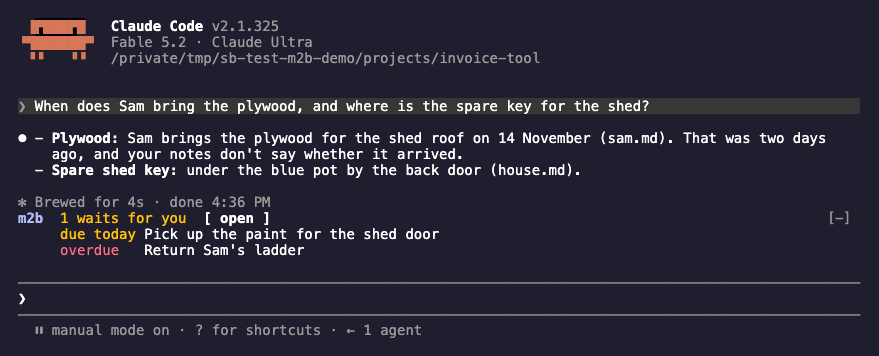 Claude Code v2.1.325
Fable 5.2 · Claude Ultra
/private/tmp/sb-test-m2b-demo/projects/invoice-tool
❯ When does Sam bring the plywood, and where is the spare key for the shed?
● – Plywood: Sam brings the plywood for the shed roof on 14 November (sam.md). That was two days
ago, and your notes don't say whether it arrived.
– Spare shed key: under the blue pot by the back door (house.md).
✻ Brewed for 4s · done 4:36 PM
m2b 1 waits for you [ open ] [–]
due today Pick up the paint for the shed door
overdue Return Sam's ladder
❯
⏸ manual mode on · ? for shortcuts · ← 1 agent